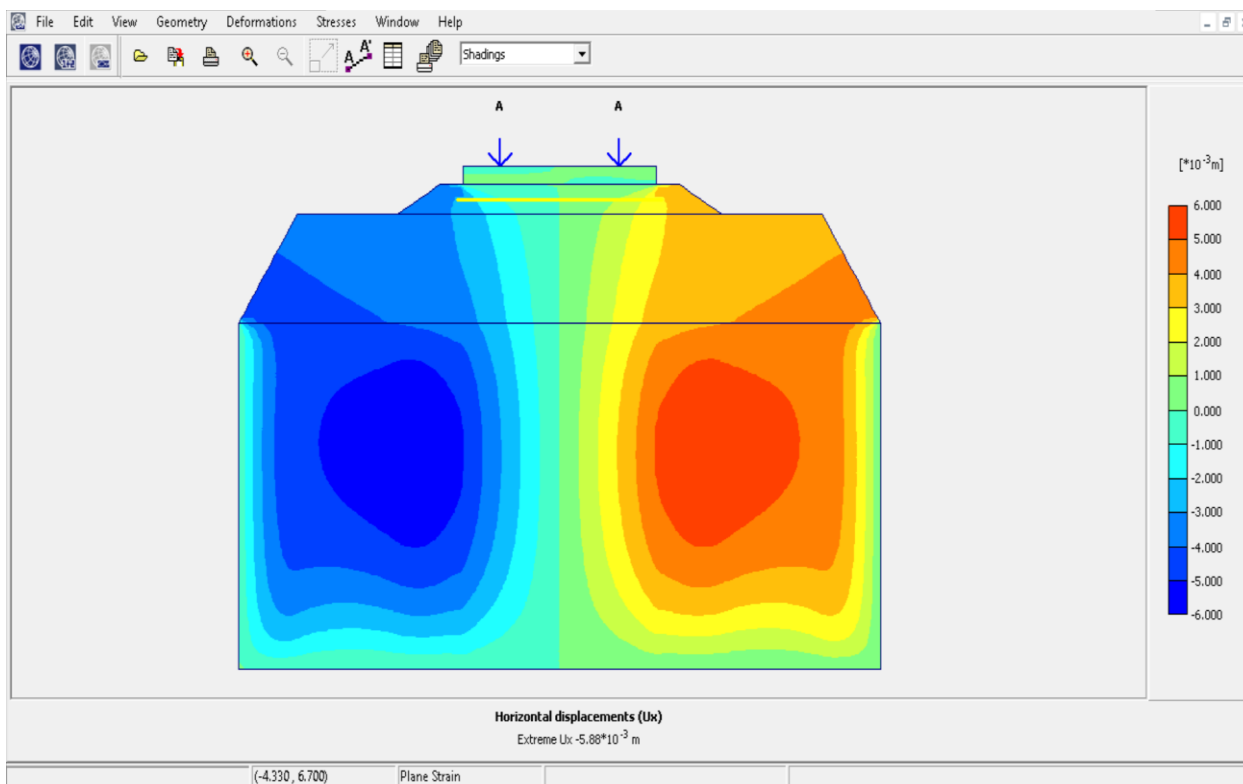 File Edit View Geometry Deformations Stresses Window Help
A A' Shadings
A A
[*10⁻³m]
6.000
5.000
4.000
3.000
2.000
1.000
0.000
-1.000
-2.000
-3.000
-4.000
-5.000
-6.000
Horizontal displacements (Ux)
Extreme Ux -5.88*10⁻³ m
(-4.330 , 6.700) Plane Strain